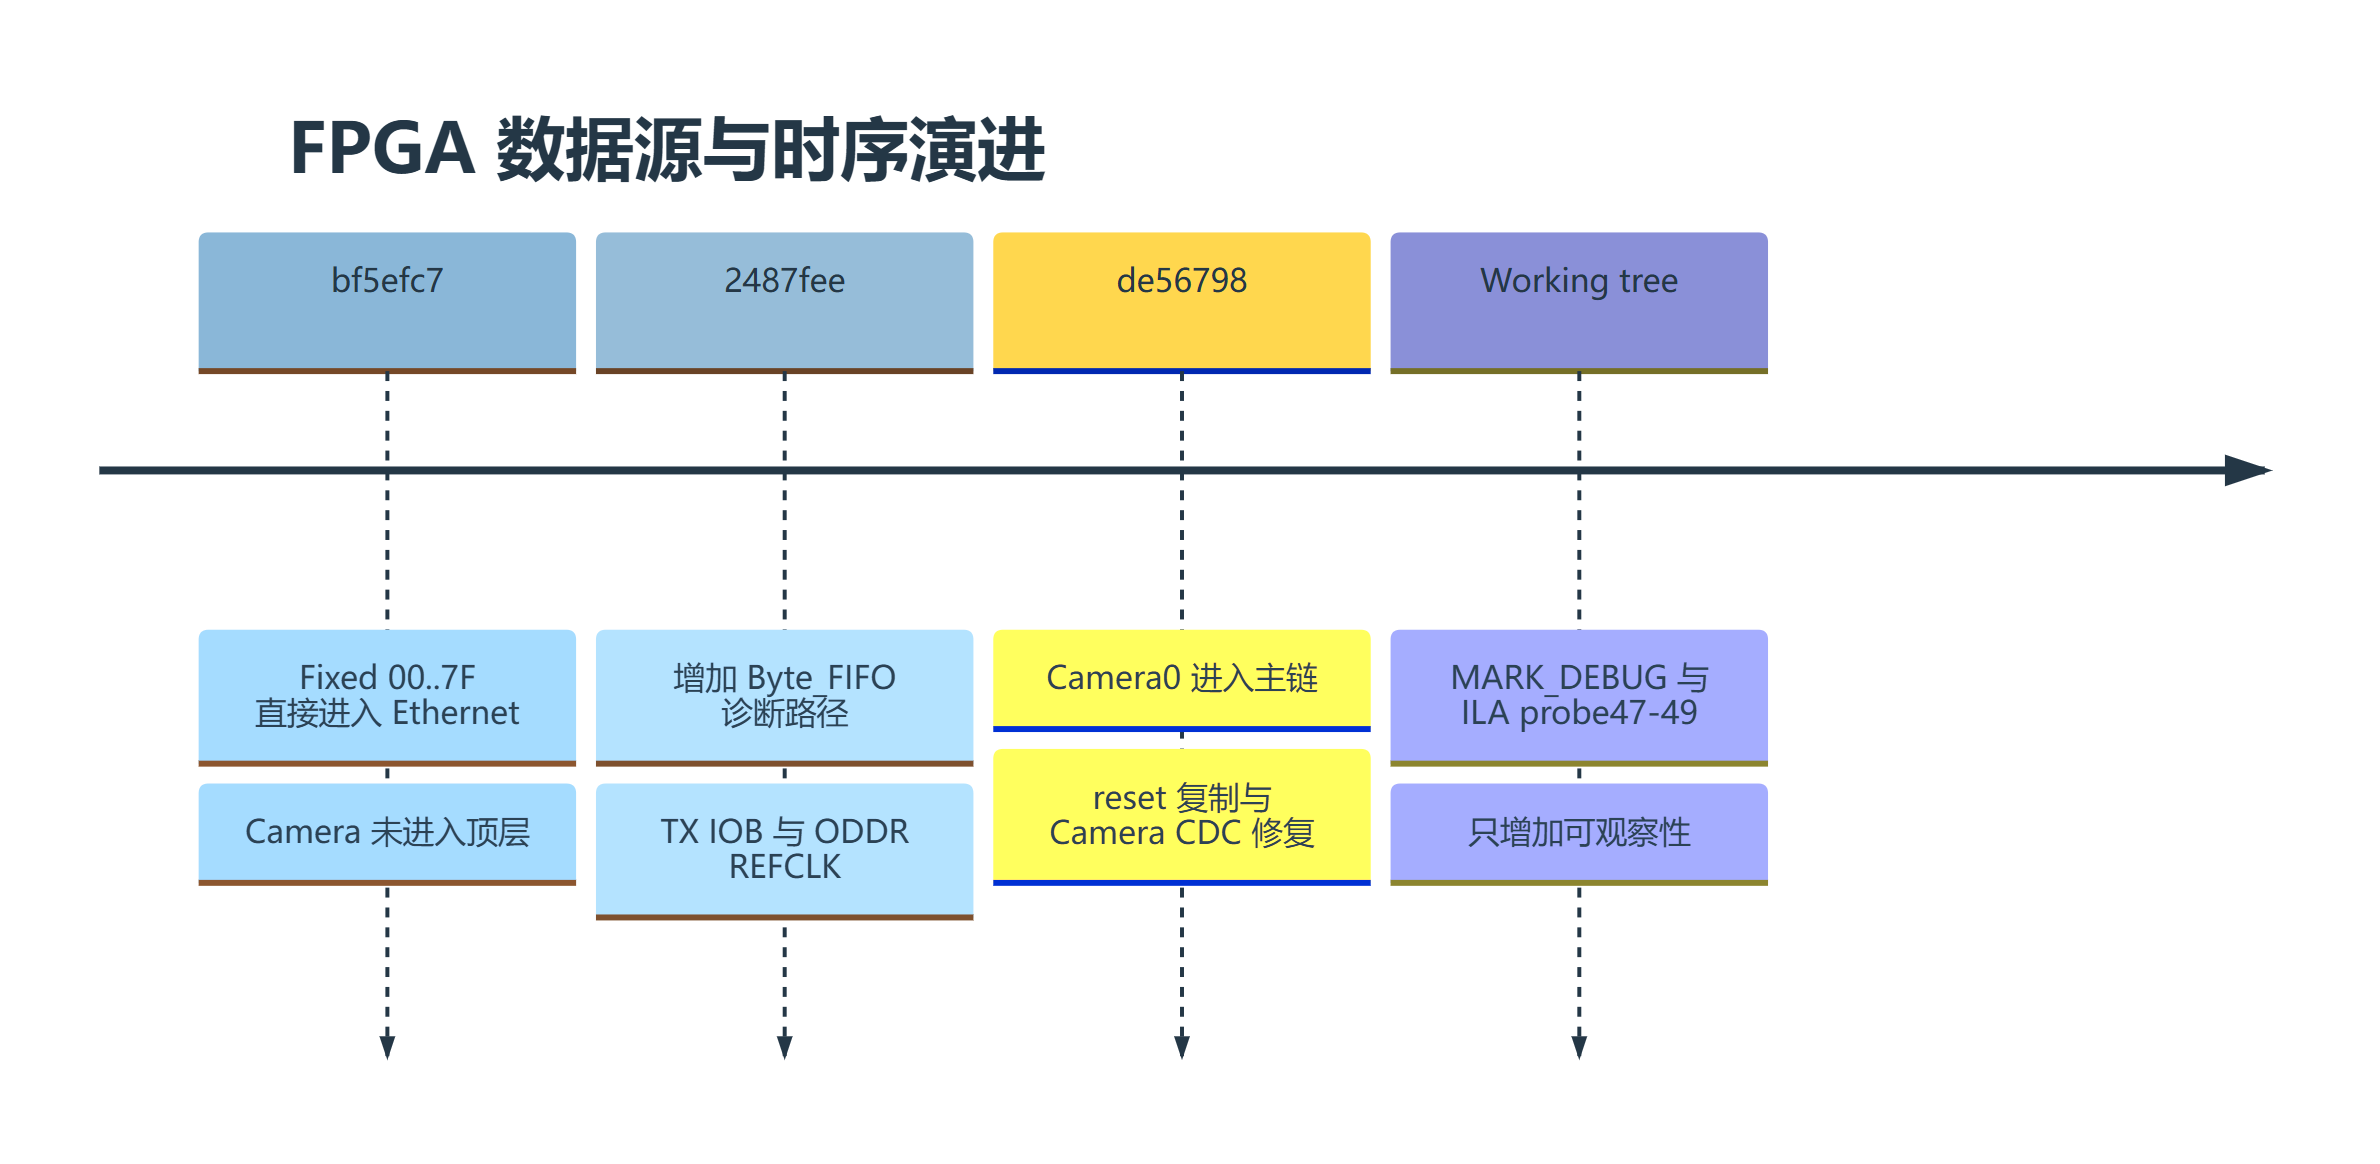 FPGA 数据源与时序演进
bf5efc7
2487fee
de56798
Working tree
Fixed 00..7F
直接进入 Ethernet
Camera 未进入顶层
增加 Byte_FIFO
诊断路径
TX IOB 与 ODDR
REFCLK
Camera0 进入主链
reset 复制与
Camera CDC 修复
MARK_DEBUG 与
ILA probe47-49
只增加可观察性